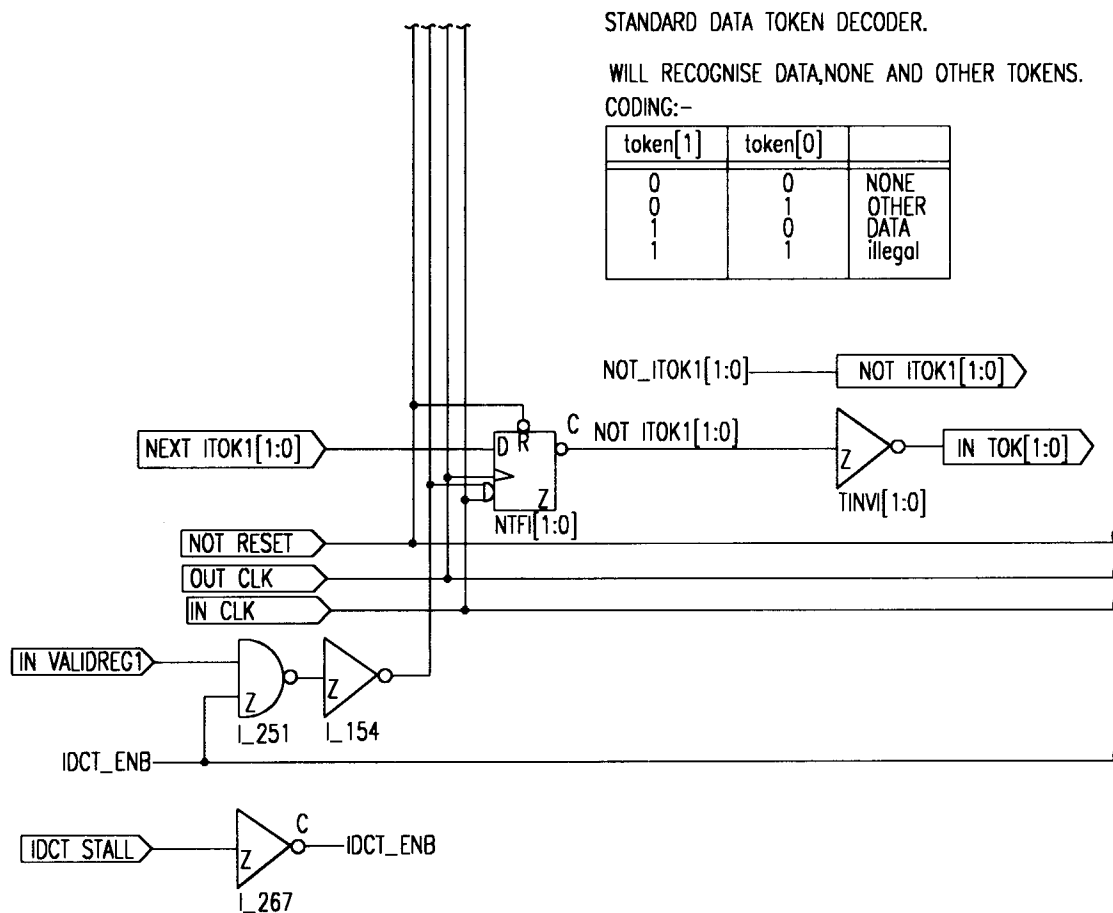 STANDARD DATA TOKEN DECODER.
WILL RECOGNISE DATA,NONE AND OTHER TOKENS.
CODING:-
token[1] token[0]
0 0 NONE
0 1 OTHER
1 0 DATA
1 1 illegal
NOT_ITOK1[1:0] NOT ITOK1[1:0]
NEXT ITOK1[1:0] D R C NOT ITOK1[1:0] Z IN TOK[1:0]
Z
NTFI[1:0] TINVI[1:0]
NOT RESET
OUT CLK
IN CLK
IN VALIDREG1 Z Z
I_251 I_154
IDCT_ENB
IDCT STALL Z C IDCT_ENB
I_267